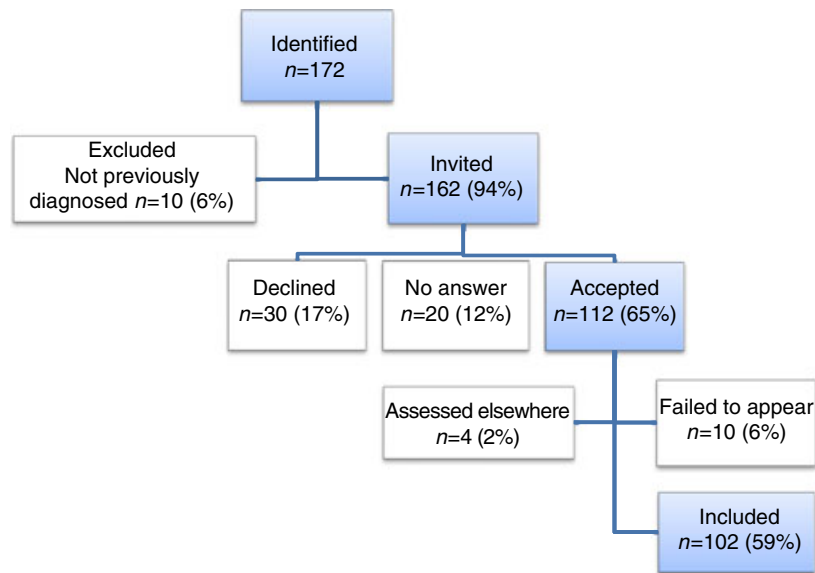 Identified
n=172
Excluded
Not previously
diagnosed n=10 (6%)
Invited
n=162 (94%)
Declined
n=30 (17%)
No answer
n=20 (12%)
Accepted
n=112 (65%)
Assessed elsewhere
n=4 (2%)
Failed to appear
n=10 (6%)
Included
n=102 (59%)